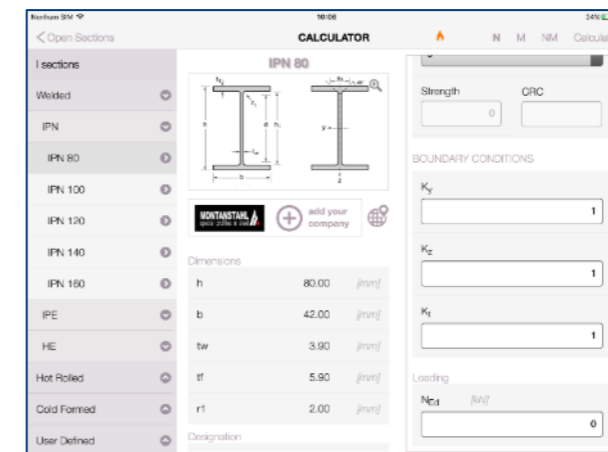 10:06
34%
Open Sections
CALCULATOR
N M NM Calculat
I sections
Welded
IPN
IPN 80
IPN 100
IPN 120
IPN 140
IPN 160
IPE
HE
Hot Rolled
Cold Formed
User Defined
IPN 80
h
b
d
y
z
MONTANSTAHL
add your
company
Dimensions
h 80.00 [mm]
b 42.00 [mm]
tw 3.90 [mm]
tf 5.90 [mm]
r1 2.00 [mm]
Designation
Strength CRC
0
BOUNDARY CONDITIONS
Ky
1
Kz
1
Kt
1
Loading
NEd [kN]
0